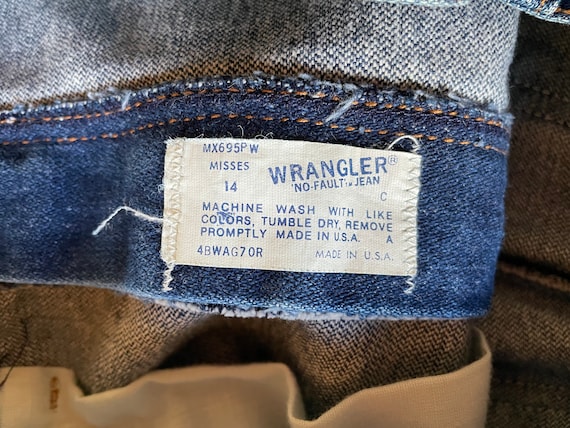 MX695PW
MISSES
14
WRANGLER®
"NO-FAULT"® JEAN
C
MACHINE WASH WITH LIKE
COLORS, TUMBLE DRY, REMOVE
PROMPTLY MADE IN U.S.A. A
4BWAG70R MADE IN U.S.A.